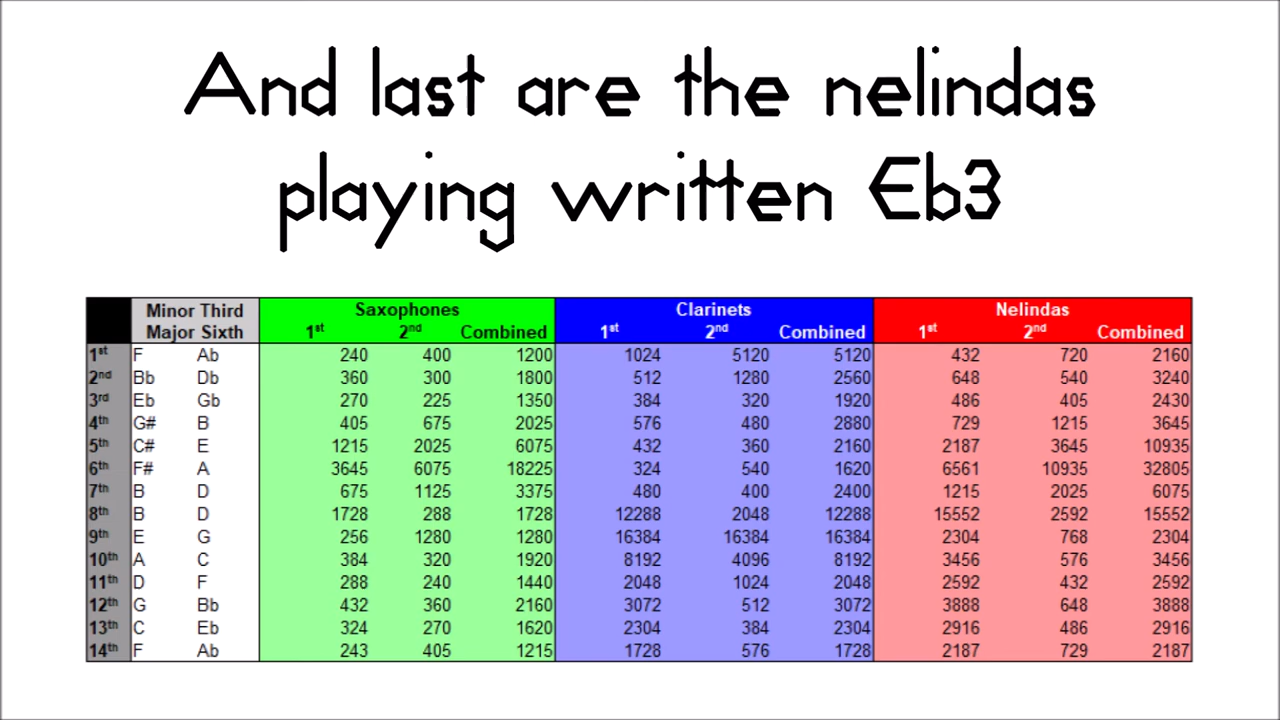 And last are the nelindas
playing written Eb3
Minor Third Saxophones Clarinets Nelindas
Major Sixth 1st 2nd Combined 1st 2nd Combined 1st 2nd Combined
1st F Ab 240 400 1200 1024 5120 5120 432 720 2160
2nd Bb Db 360 300 1800 512 1280 2560 648 540 3240
3rd Eb Gb 270 225 1350 384 320 1920 486 405 2430
4th G# B 405 675 2025 576 480 2880 729 1215 3645
5th C# E 1215 2025 6075 432 360 2160 2187 3645 10935
6th F# A 3645 6075 18225 324 540 1620 6561 10935 32805
7th B D 675 1125 3375 480 400 2400 1215 2025 6075
8th B D 1728 288 1728 12288 2048 12288 15552 2592 15552
9th E G 256 1280 1280 16384 16384 16384 2304 768 2304
10th A C 384 320 1920 8192 4096 8192 3456 576 3456
11th D F 288 240 1440 2048 1024 2048 2592 432 2592
12th G Bb 432 360 2160 3072 512 3072 3888 648 3888
13th C Eb 324 270 1620 2304 384 2304 2916 486 2916
14th F Ab 243 405 1215 1728 576 1728 2187 729 2187